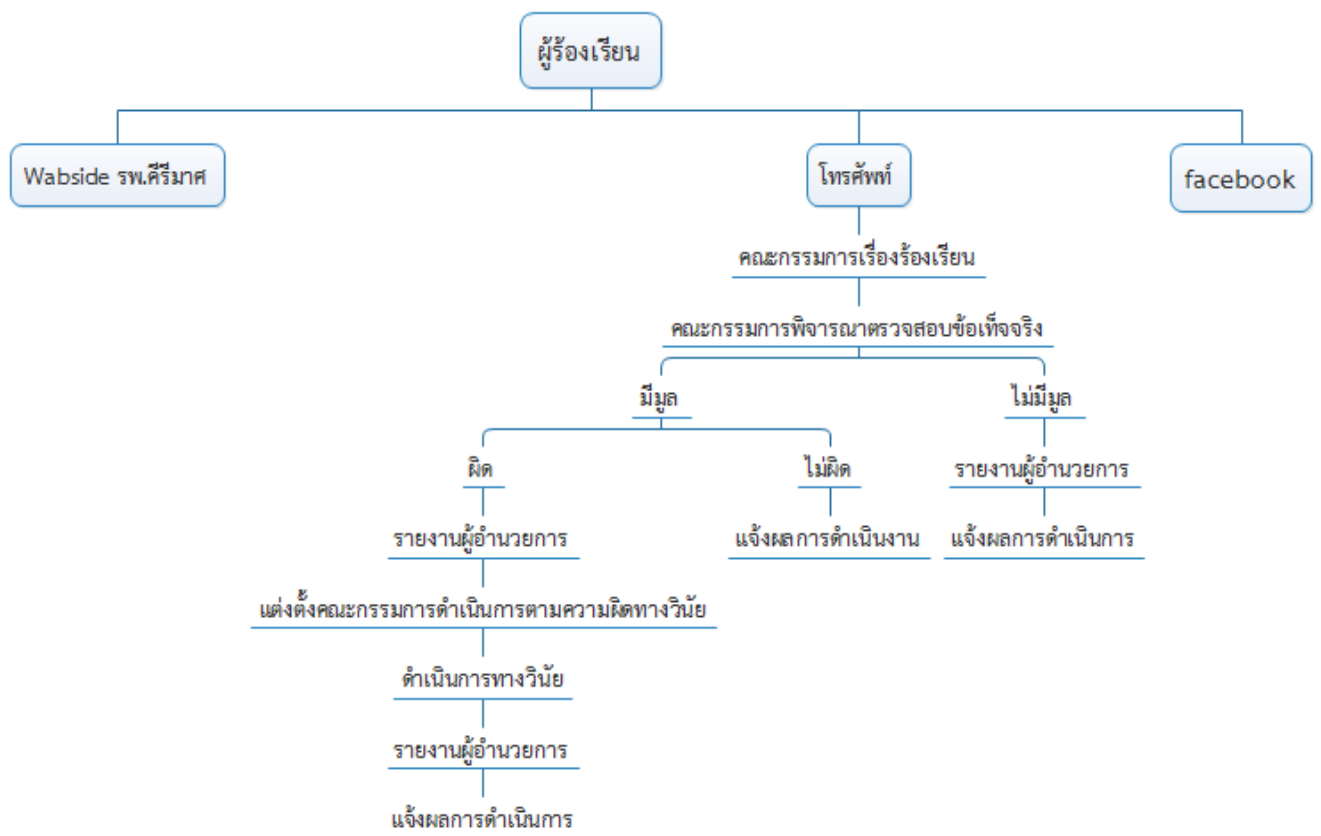 ผู้ร้องเรียน
Wabside รพ.คีรีมาศ
โทรศัพท์
facebook
คณะกรรมการเรื่องร้องเรียน
คณะกรรมการพิจารณาตรวจสอบข้อเท็จจริง
มีมูล
ไม่มีมูล
ผิด
ไม่ผิด
รายงานผู้อำนวยการ
รายงานผู้อำนวยการ
แจ้งผลการดำเนินงาน
แจ้งผลการดำเนินการ
แต่งตั้งคณะกรรมการดำเนินการตามความผิดทางวินัย
ดำเนินการทางวินัย
รายงานผู้อำนวยการ
แจ้งผลการดำเนินการ